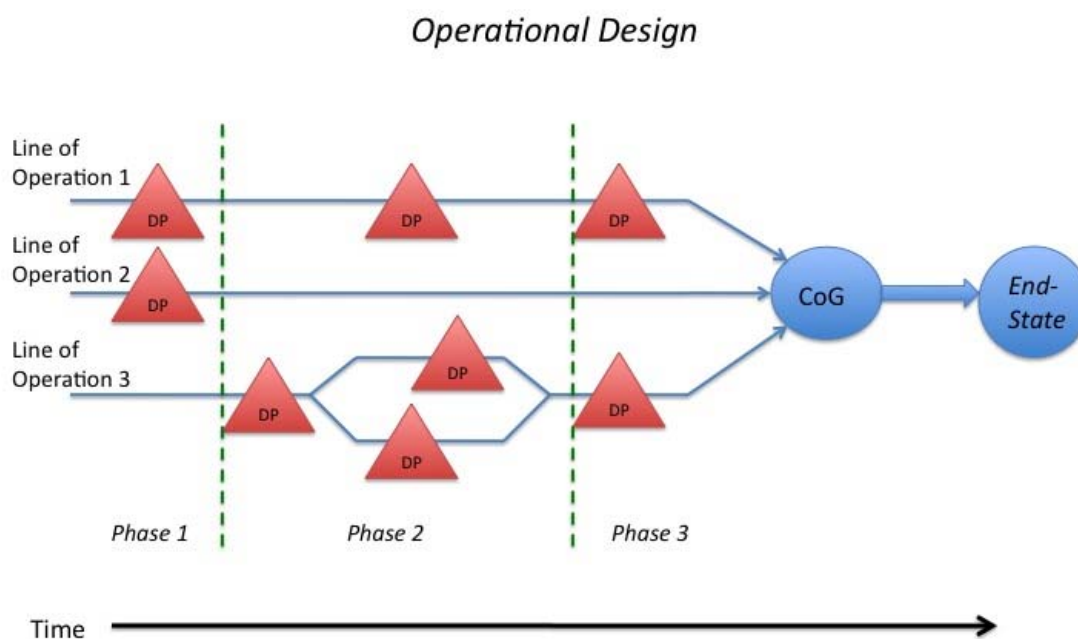 Operational Design
Line of
Operation 1
DP
DP
DP
Line of
Operation 2
DP
CoG
End-
State
Line of
Operation 3
DP
DP
DP
DP
Phase 1
Phase 2
Phase 3
Time